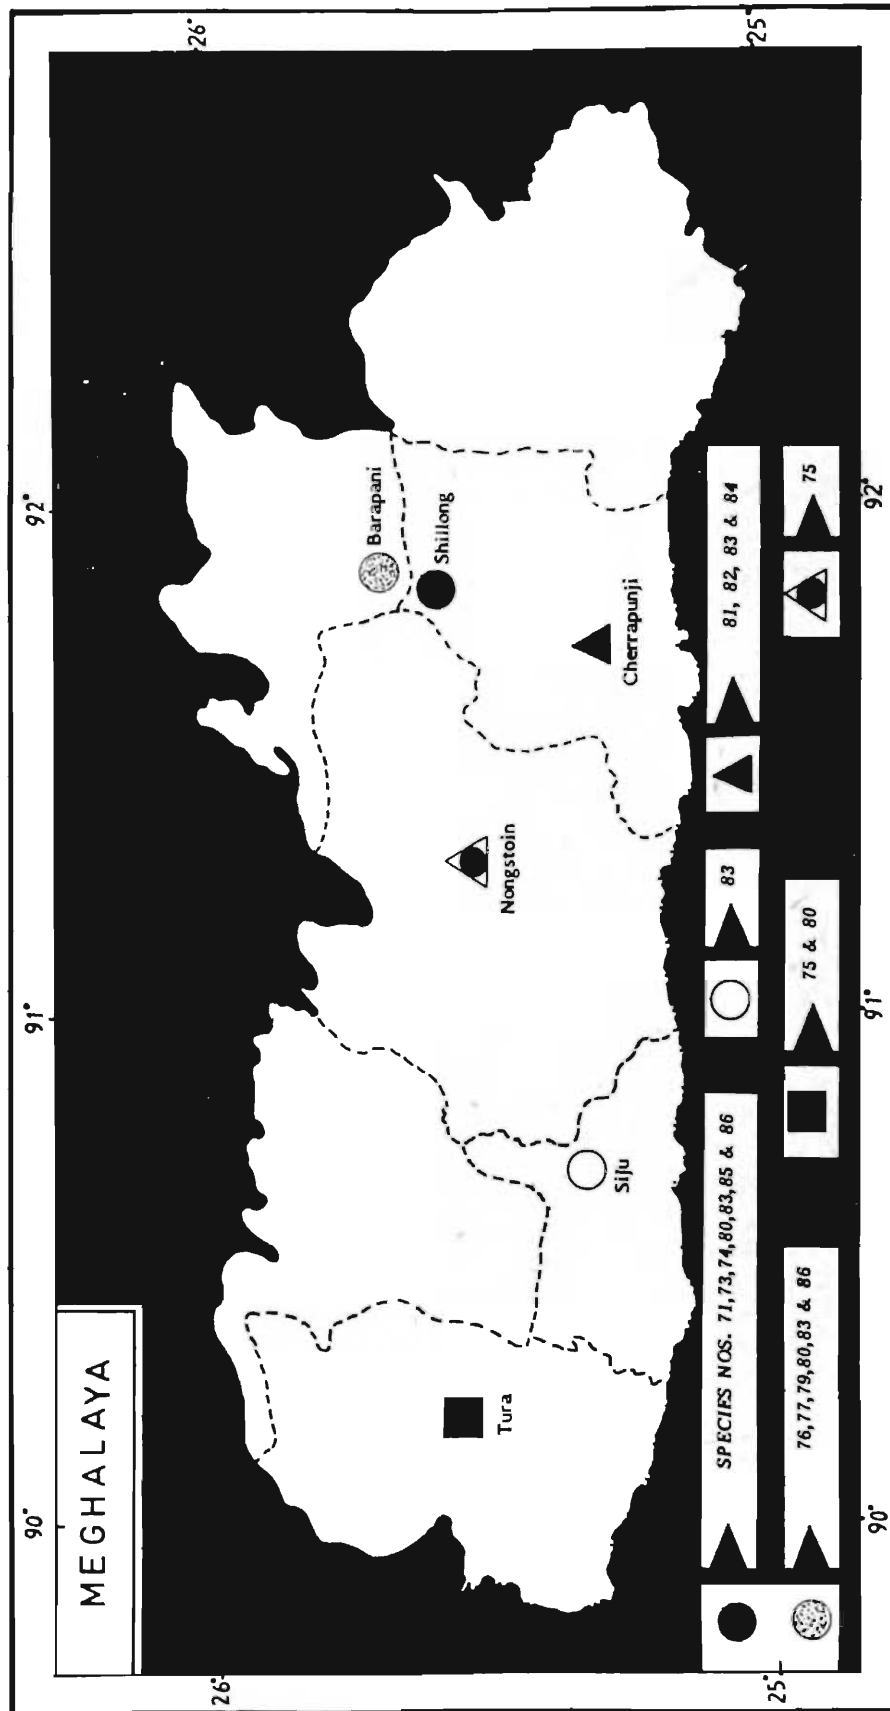 MEGHALAYA
90°
91°
92°
26°
26°
Barapani
Shillong
Nongstoin
Tura
Cherrapunji
Siju
SPECIES NOS. 71,73,74,80,83,85 & 86
83
81, 82, 83 & 84
76,77,79,80,83 & 86
75 & 80
75
25°
25°
90°
91°
92°